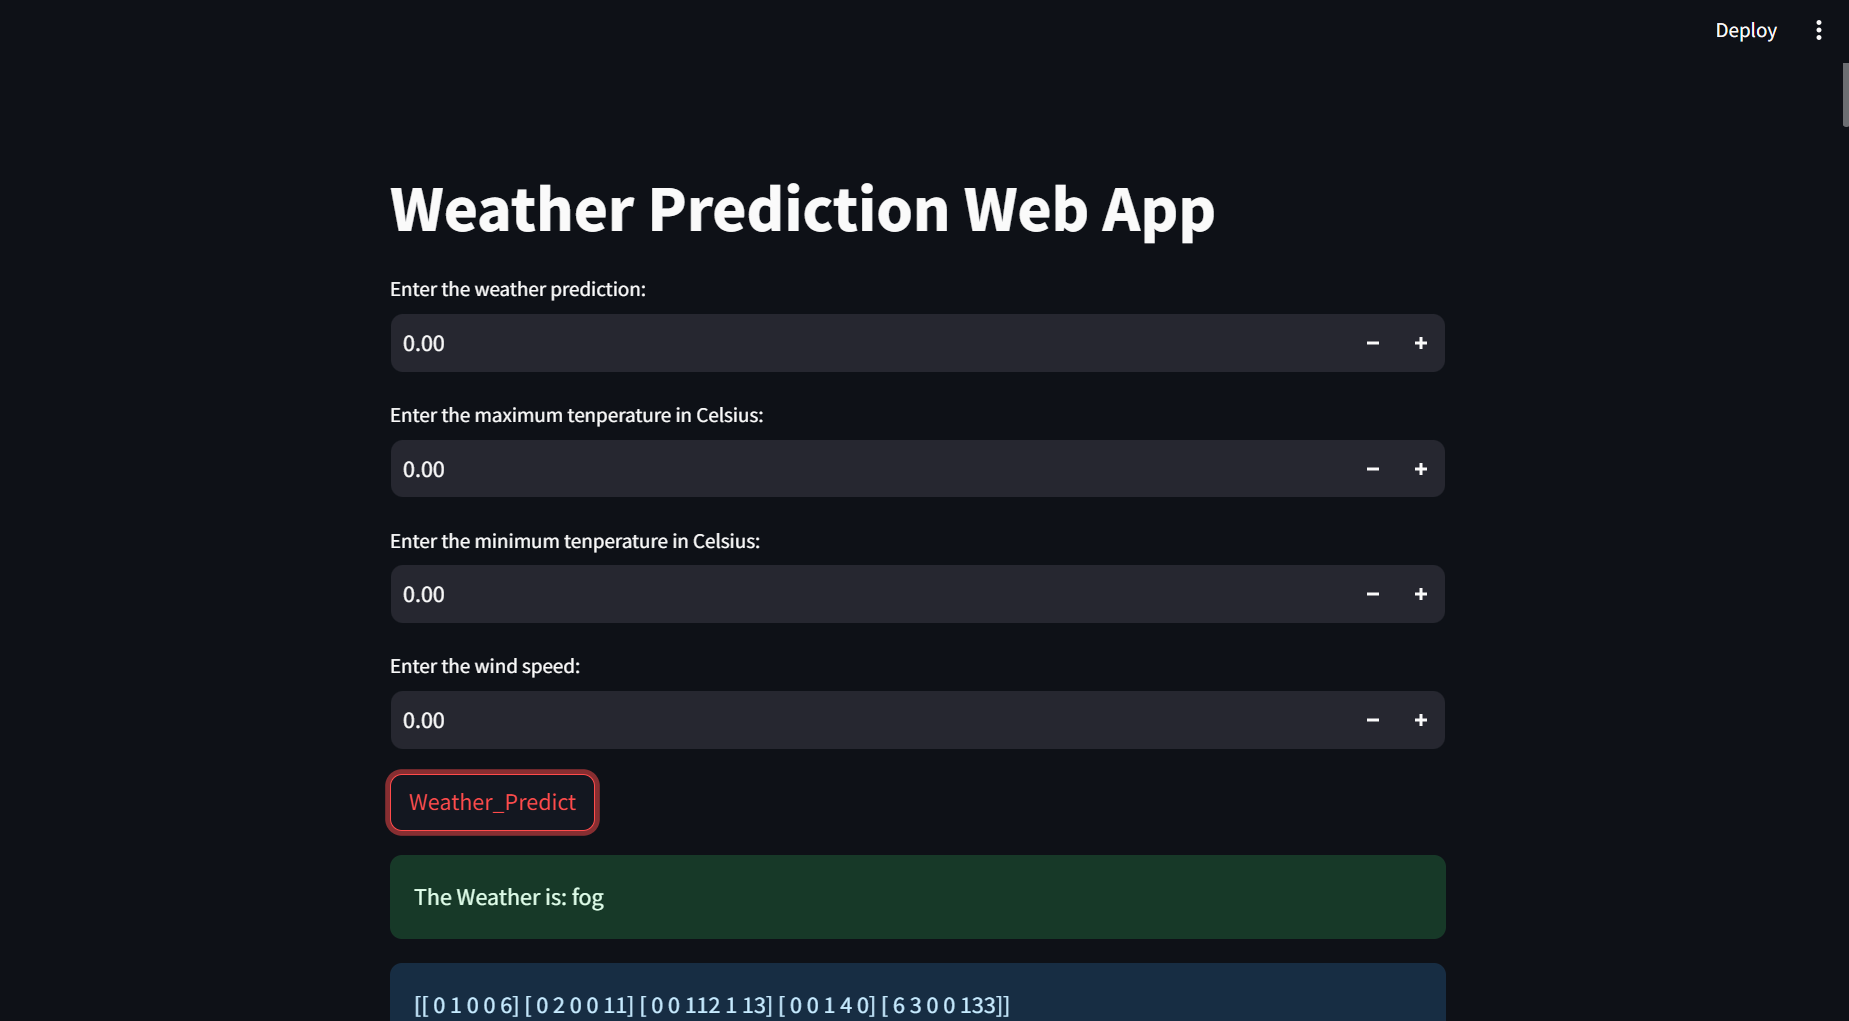 Deploy
Weather Prediction Web App
Enter the weather prediction:
0.00
Enter the maximum tenperature in Celsius:
0.00
Enter the minimum tenperature in Celsius:
0.00
Enter the wind speed:
0.00
Weather_Predict
The Weather is: fog
[[ 0 1 0 0 6] [ 0 2 0 0 11] [ 0 0 112 1 13] [ 0 0 1 4 0] [ 6 3 0 0 133]]